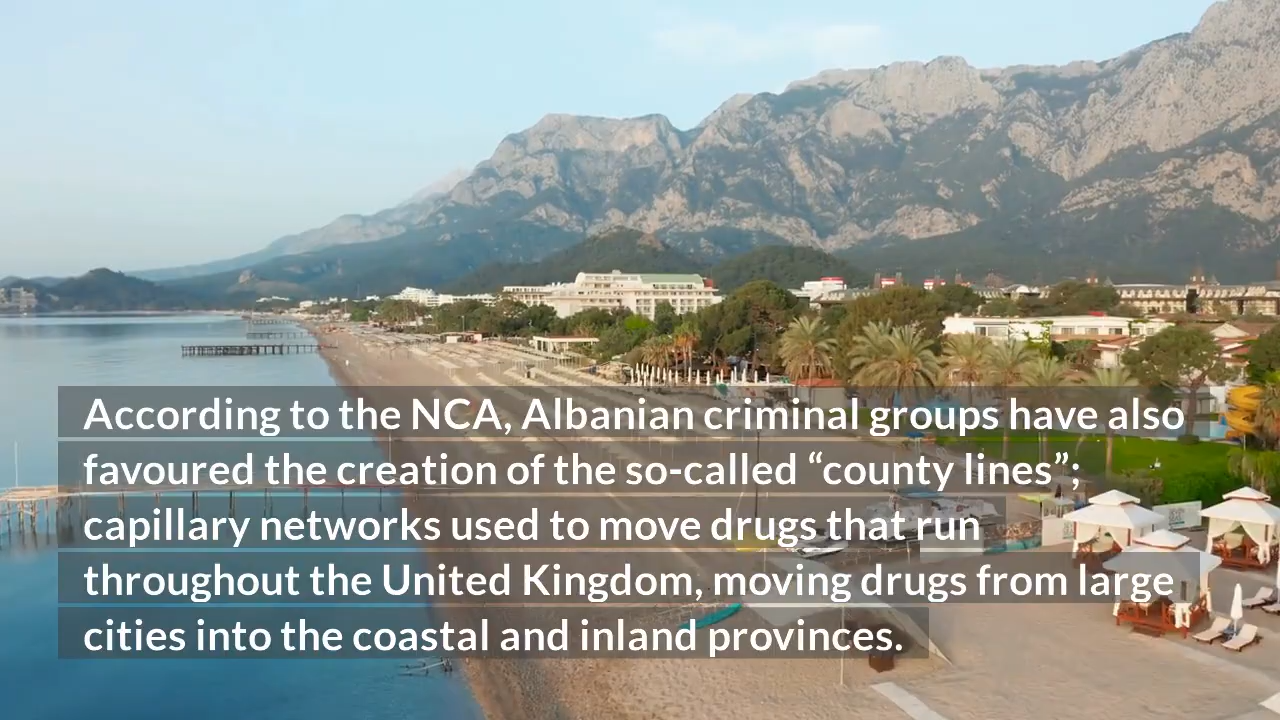 According to the NCA, Albanian criminal groups have also
favoured the creation of the so-called “county lines”;
capillary networks used to move drugs that run
throughout the United Kingdom, moving drugs from large
cities into the coastal and inland provinces.